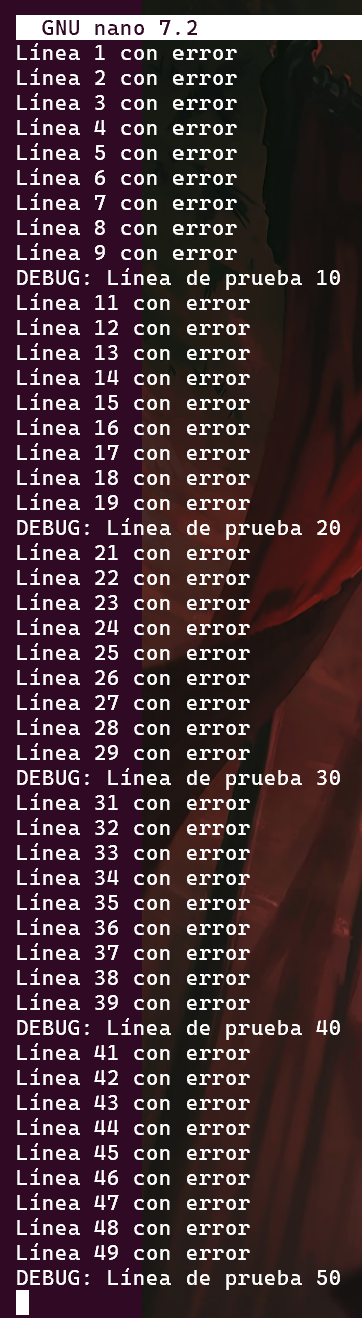 GNU nano 7.2
Línea 1 con error
Línea 2 con error
Línea 3 con error
Línea 4 con error
Línea 5 con error
Línea 6 con error
Línea 7 con error
Línea 8 con error
Línea 9 con error
DEBUG: Línea de prueba 10
Línea 11 con error
Línea 12 con error
Línea 13 con error
Línea 14 con error
Línea 15 con error
Línea 16 con error
Línea 17 con error
Línea 18 con error
Línea 19 con error
DEBUG: Línea de prueba 20
Línea 21 con error
Línea 22 con error
Línea 23 con error
Línea 24 con error
Línea 25 con error
Línea 26 con error
Línea 27 con error
Línea 28 con error
Línea 29 con error
DEBUG: Línea de prueba 30
Línea 31 con error
Línea 32 con error
Línea 33 con error
Línea 34 con error
Línea 35 con error
Línea 36 con error
Línea 37 con error
Línea 38 con error
Línea 39 con error
DEBUG: Línea de prueba 40
Línea 41 con error
Línea 42 con error
Línea 43 con error
Línea 44 con error
Línea 45 con error
Línea 46 con error
Línea 47 con error
Línea 48 con error
Línea 49 con error
DEBUG: Línea de prueba 50